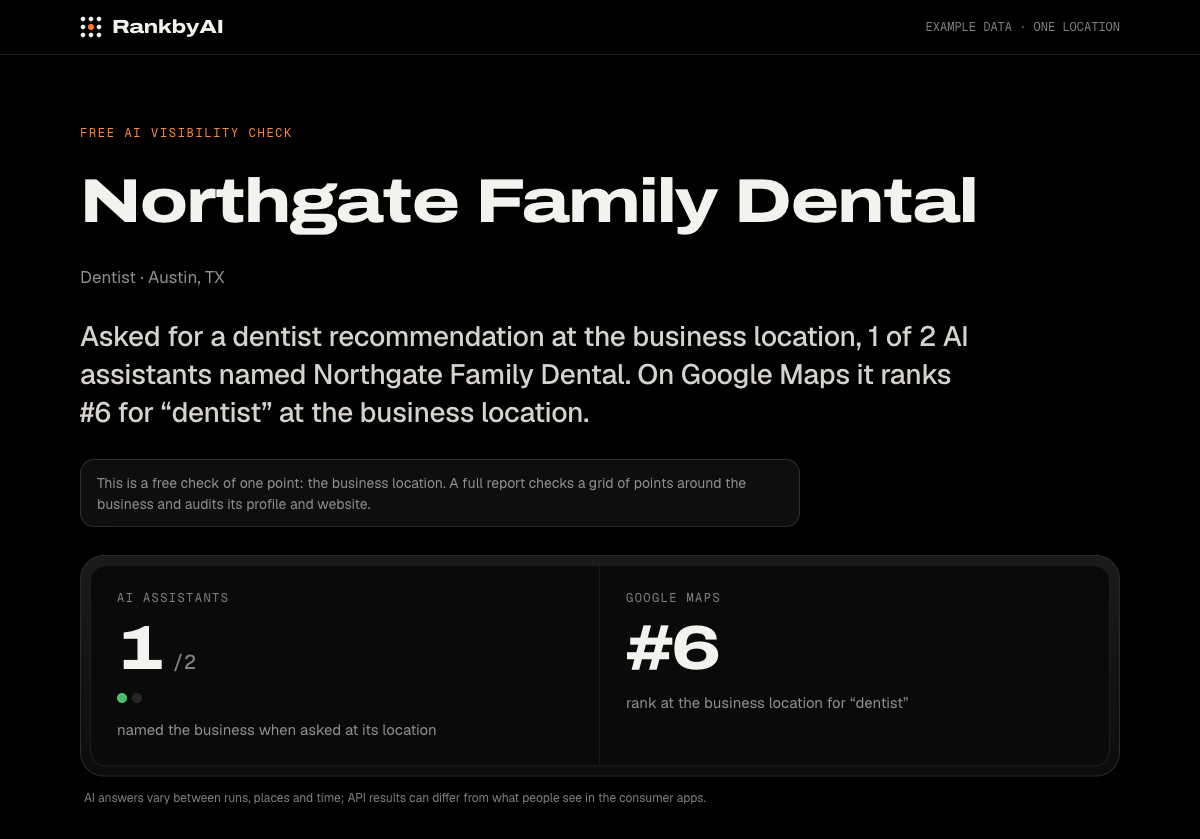 RankbyAI
EXAMPLE DATA · ONE LOCATION
FREE AI VISIBILITY CHECK
Northgate Family Dental
Dentist · Austin, TX
Asked for a dentist recommendation at the business location, 1 of 2 AI
assistants named Northgate Family Dental. On Google Maps it ranks
#6 for “dentist” at the business location.
This is a free check of one point: the business location. A full report checks a grid of points around the
business and audits its profile and website.
AI ASSISTANTS
1 /2
named the business when asked at its location
GOOGLE MAPS
#6
rank at the business location for “dentist”
AI answers vary between runs, places and time; API results can differ from what people see in the consumer apps.